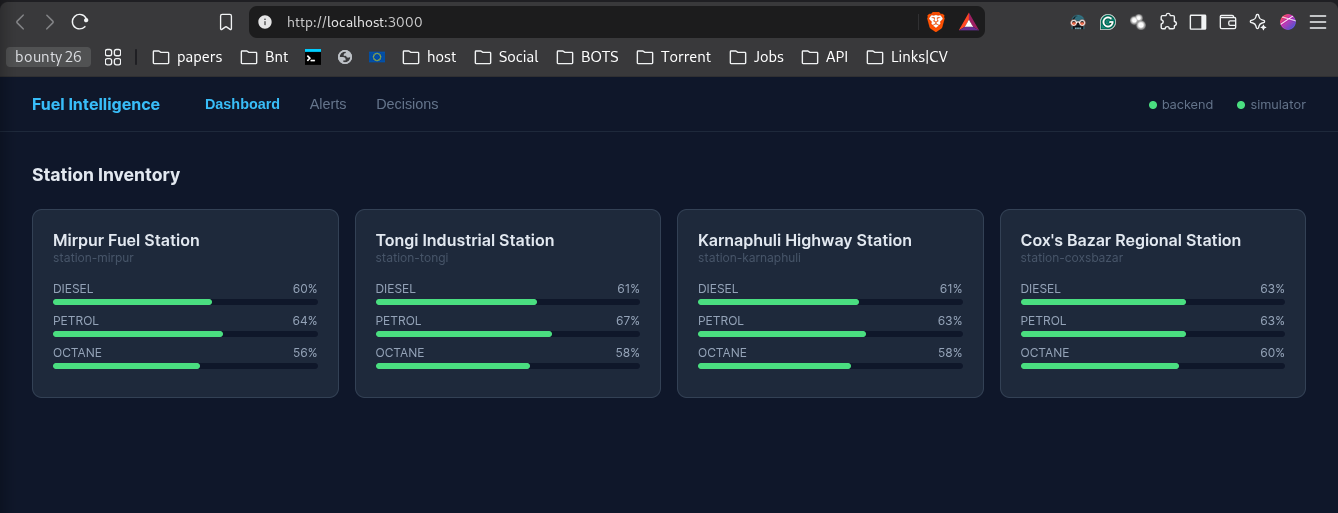 http://localhost:3000
bounty 26 papers Bnt host Social BOTS Torrent Jobs API Links|CV
Fuel Intelligence Dashboard Alerts Decisions backend simulator
Station Inventory
Mirpur Fuel Station
station-mirpur
DIESEL 60%
PETROL 64%
OCTANE 56%
Tongi Industrial Station
station-tongi
DIESEL 61%
PETROL 67%
OCTANE 58%
Karnaphuli Highway Station
station-karnaphuli
DIESEL 61%
PETROL 63%
OCTANE 58%
Cox's Bazar Regional Station
station-coxsbazar
DIESEL 63%
PETROL 63%
OCTANE 60%